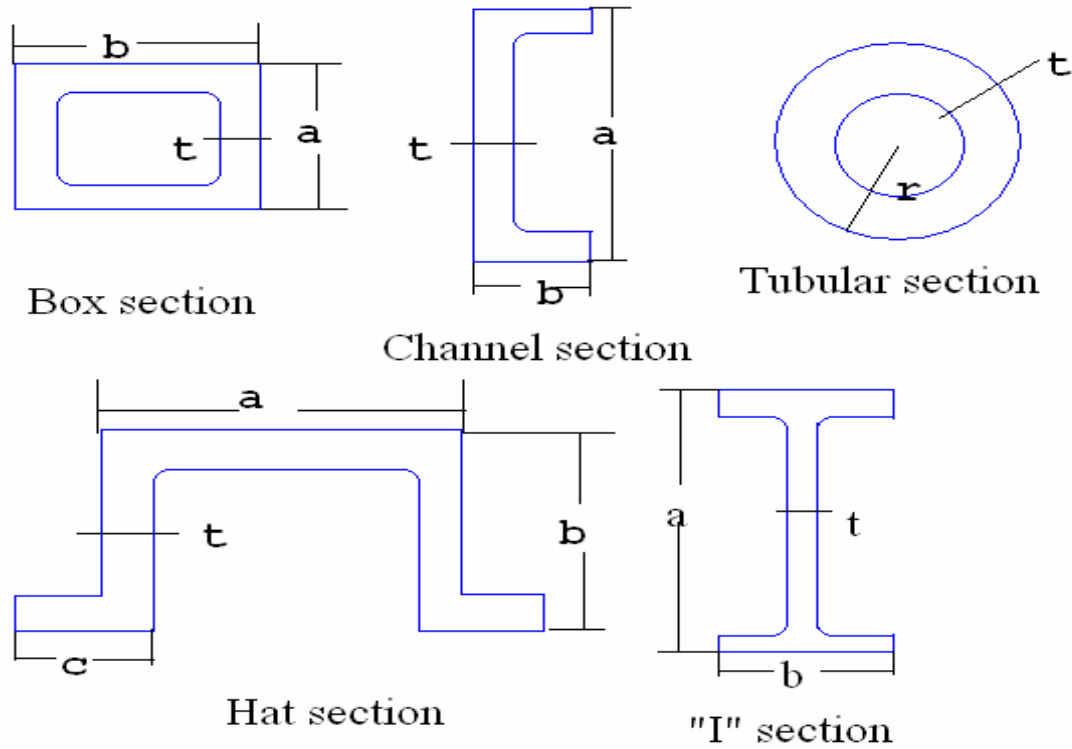 b
t
a
Box section
t
a
b
Channel section
t
r
Tubular section
a
t
b
c
Hat section
a
t
b
"I" section